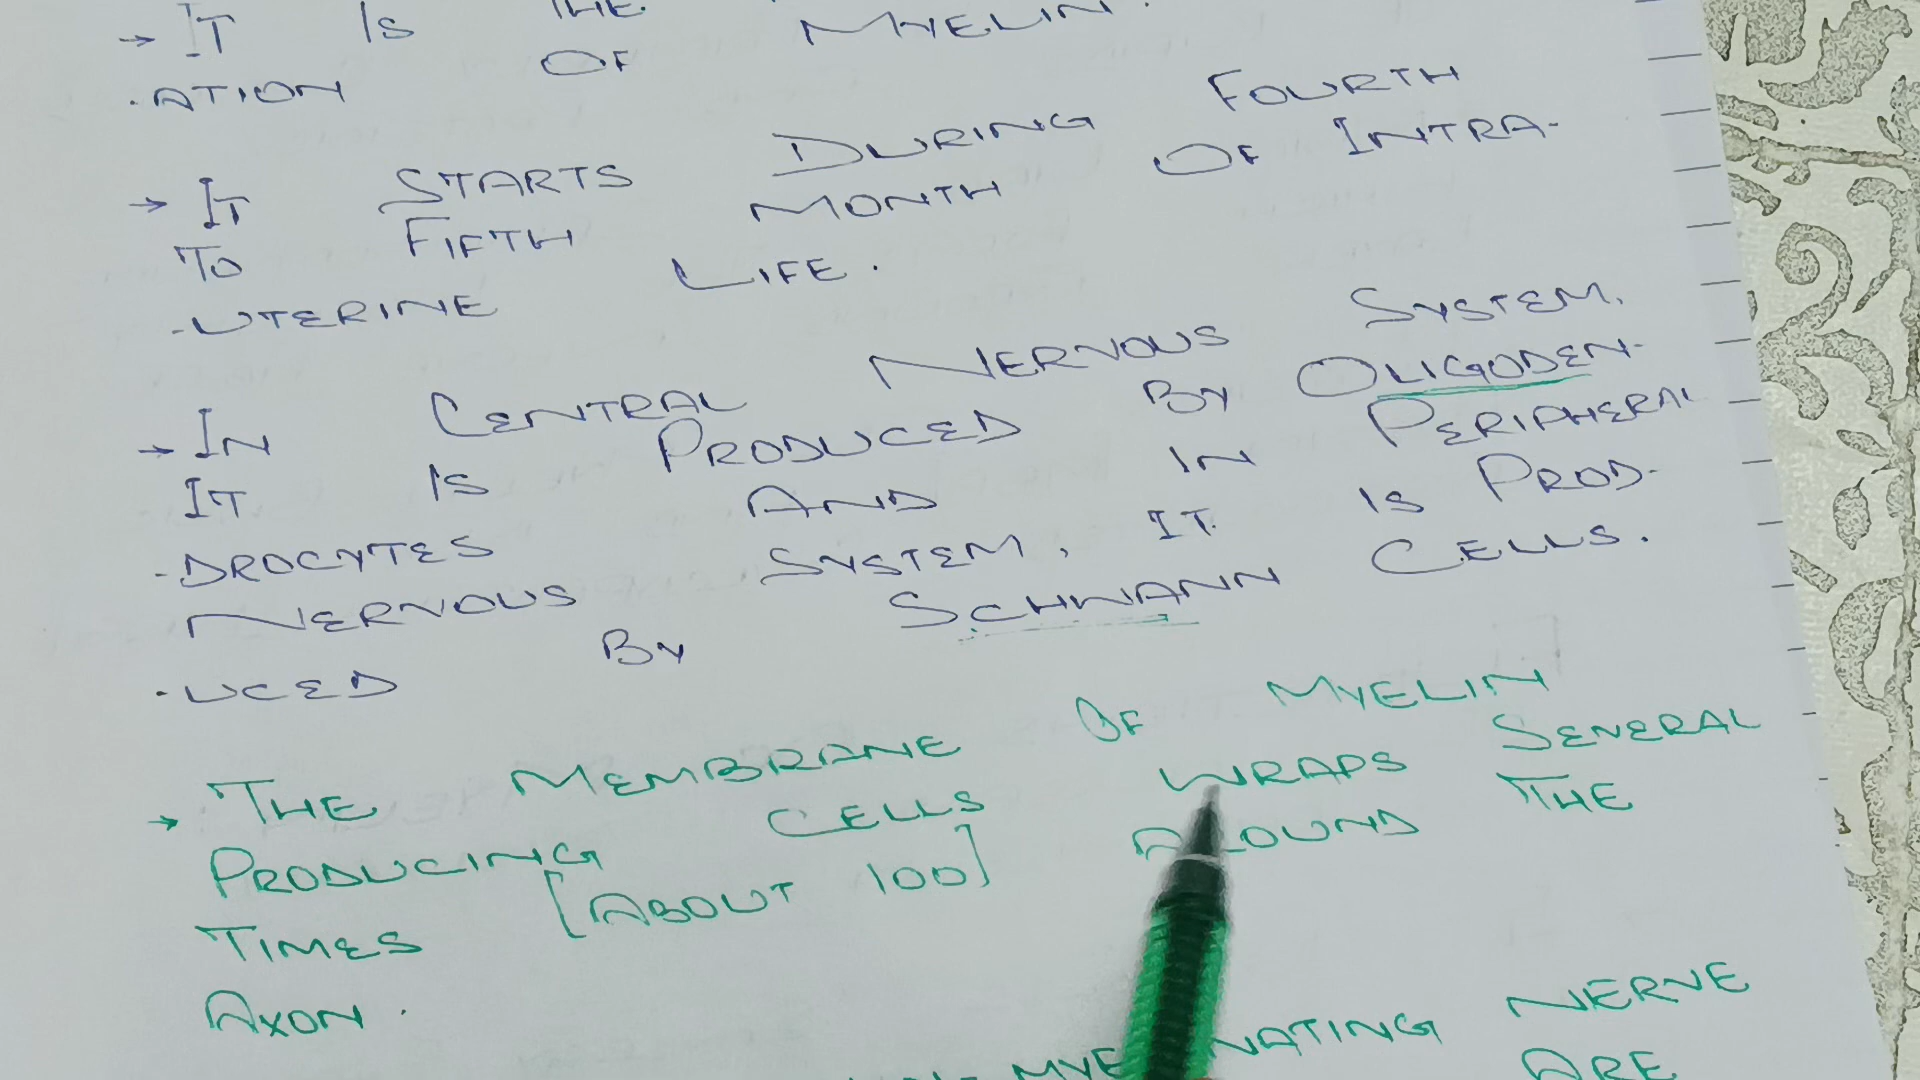 → IT IS THE
.ATION OF MYELIN.
→ IT STARTS DURING FOURTH
TO FIFTH MONTH OF INTRA-
-UTERINE LIFE.
→ IN CENTRAL NERVOUS SYSTEM,
IT IS PRODUCED BY OLIGODEN-
-DROCYTES AND IN PERIPHERAL
NERVOUS SYSTEM, IT IS PROD-
-UCED BY SCHWANN CELLS.
→ THE MEMBRANE OF MYELIN
PRODUCING CELLS WRAPS SEVERAL
TIMES [ABOUT 100] AROUND THE
AXON.
NERVE
ARE